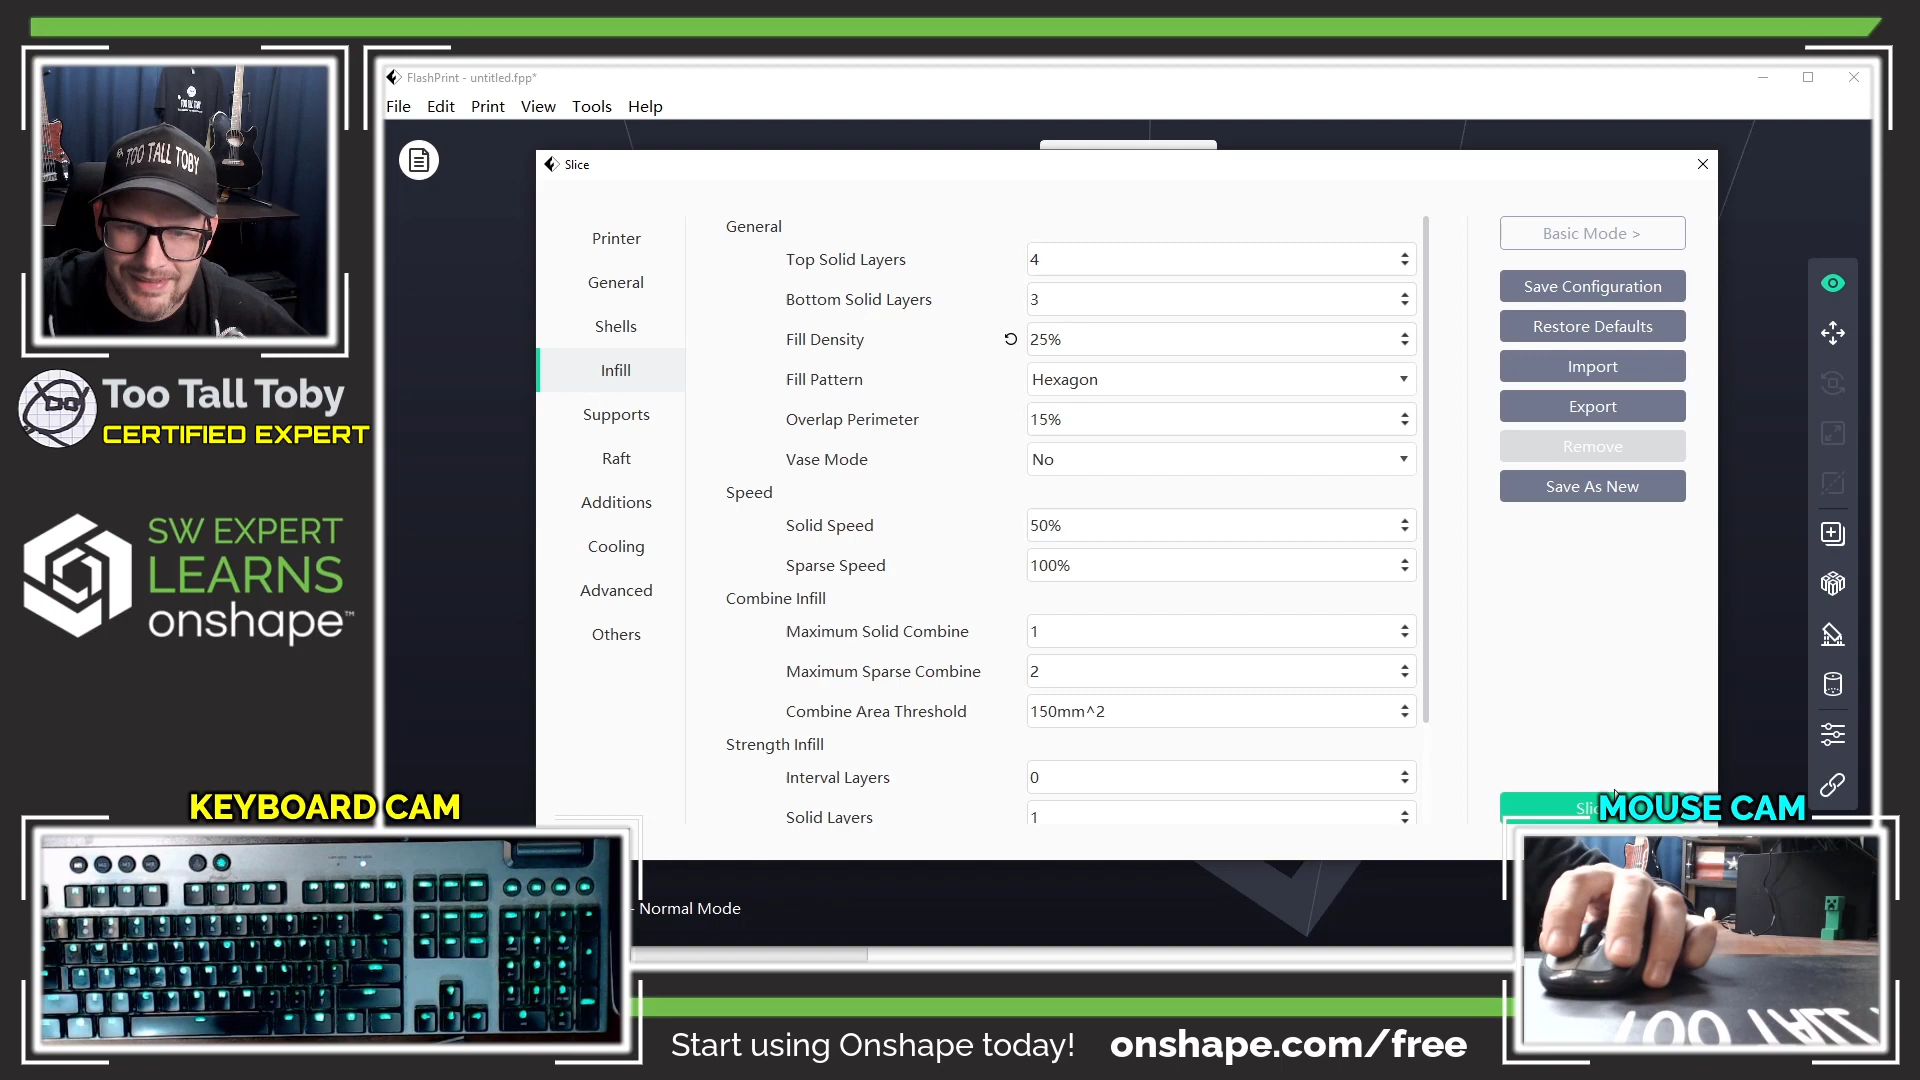 TOO TALL TOBY
Too Tall Toby
CERTIFIED EXPERT
SW EXPERT
LEARNS
onshape™
KEYBOARD CAM
FlashPrint - untitled.fpp*
File Edit Print View Tools Help
Slice
Printer
General
Shells
Infill
Supports
Raft
Additions
Cooling
Advanced
Others
General
Top Solid Layers 4
Bottom Solid Layers 3
Fill Density 25%
Fill Pattern Hexagon
Overlap Perimeter 15%
Vase Mode No
Speed
Solid Speed 50%
Sparse Speed 100%
Combine Infill
Maximum Solid Combine 1
Maximum Sparse Combine 2
Combine Area Threshold 150mm^2
Strength Infill
Interval Layers 0
Solid Layers 1
Basic Mode >
Save Configuration
Restore Defaults
Import
Export
Remove
Save As New
MOUSE CAM
- Normal Mode
Start using Onshape today! onshape.com/free